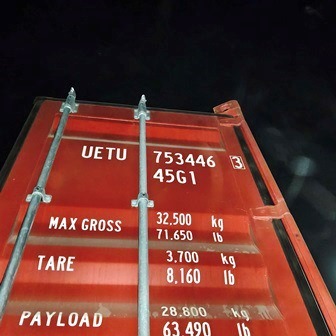 UETU 753446 3
45G1
MAX GROSS 32,500 kg
71,650 lb
TARE 3,700 kg
8,160 lb
PAYLOAD 28,800 kg
63,490 lb